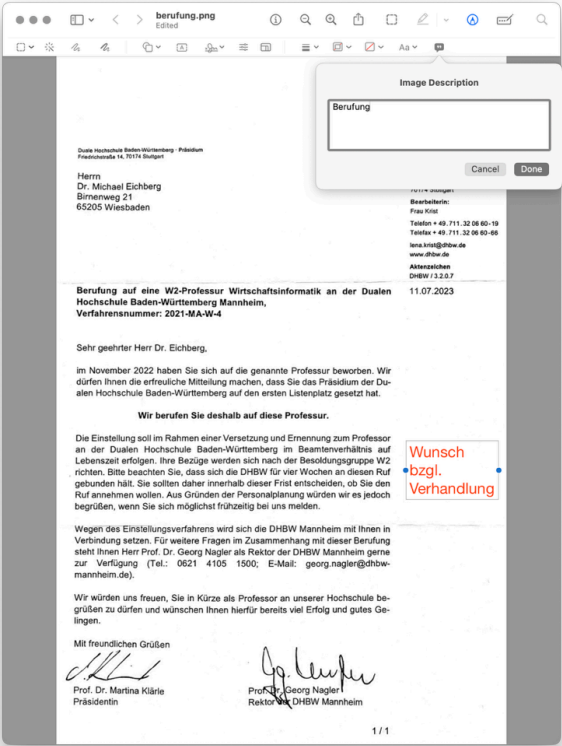 berufung.png
Edited
Aa
Image Description
Berufung
Cancel
Done
Duale Hochschule Baden-Württemberg - Präsidium
Friedrichstraße 14, 70174 Stuttgart
Herrn
Dr. Michael Eichberg
Birnenweg 21
65205 Wiesbaden
70174 Stuttgart
Bearbeiterin:
Frau Krist
Telefon + 49.711.32 06 60-19
Telefax + 49.711.32 06 60-66
lena.krist@dhbw.de
www.dhbw.de
Aktenzeichen
DHBW / 3.2.0.7
11.07.2023
Berufung auf eine W2-Professur Wirtschaftsinformatik an der Dualen
Hochschule Baden-Württemberg Mannheim,
Verfahrensnummer: 2021-MA-W-4
Sehr geehrter Herr Dr. Eichberg,
im November 2022 haben Sie sich auf die genannte Professur beworben. Wir
dürfen Ihnen die erfreuliche Mitteilung machen, dass Sie das Präsidium der Du-
alen Hochschule Baden-Württemberg auf den ersten Listenplatz gesetzt hat.
Wir berufen Sie deshalb auf diese Professur.
Die Einstellung soll im Rahmen einer Versetzung und Ernennung zum Professor
an der Dualen Hochschule Baden-Württemberg im Beamtenverhältnis auf
Lebenszeit erfolgen. Ihre Bezüge werden sich nach der Besoldungsgruppe W2
richten. Bitte beachten Sie, dass sich die DHBW für vier Wochen an diesen Ruf
gebunden hält. Sie sollten daher innerhalb dieser Frist entscheiden, ob Sie den
Ruf annehmen wollen. Aus Gründen der Personalplanung würden wir es jedoch
begrüßen, wenn Sie sich möglichst frühzeitig bei uns melden.
Wunsch
bzgl.
Verhandlung
Wegen des Einstellungsverfahrens wird sich die DHBW Mannheim mit Ihnen in
Verbindung setzen. Für weitere Fragen im Zusammenhang mit dieser Berufung
steht Ihnen Herr Prof. Dr. Georg Nagler als Rektor der DHBW Mannheim gerne
zur Verfügung (Tel.: 0621 4105 1500; E-Mail: georg.nagler@dhbw-
mannheim.de).
Wir würden uns freuen, Sie in Kürze als Professor an unserer Hochschule be-
grüßen zu dürfen und wünschen Ihnen hierfür bereits viel Erfolg und gutes Ge-
lingen.
Mit freundlichen Grüßen
Prof. Dr. Martina Klärle
Präsidentin
Prof. Dr. Georg Nagler
Rektor der DHBW Mannheim
1/1